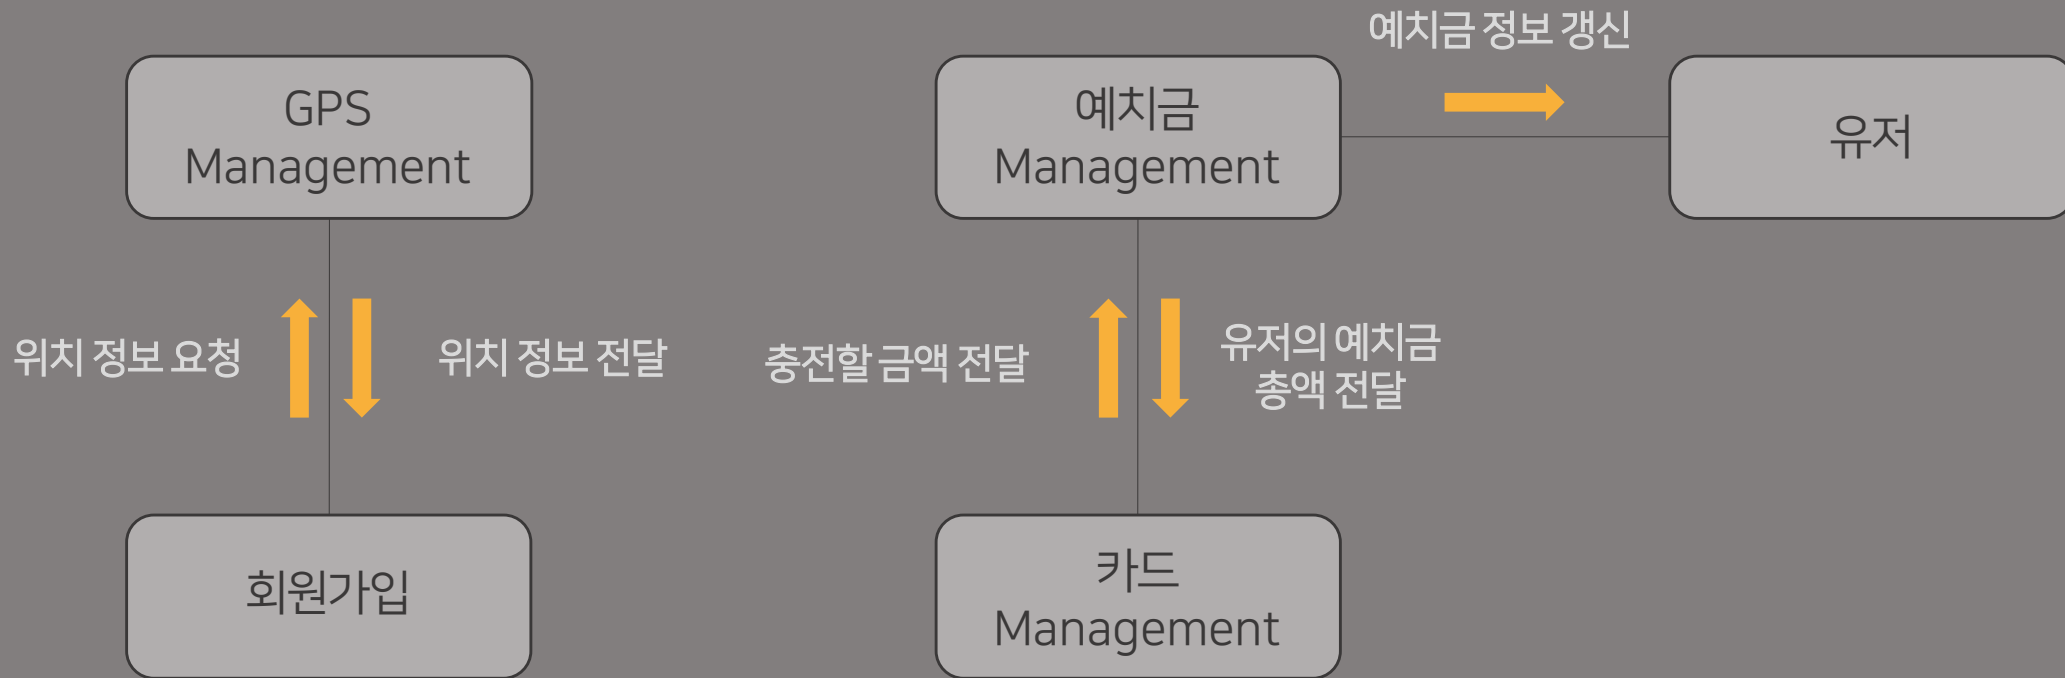 예치금 정보 갱신
GPS
Management
예치금
Management
유저
위치 정보 요청
위치 정보 전달
충전할 금액 전달
유저의 예치금
총액 전달
회원가입
카드
Management